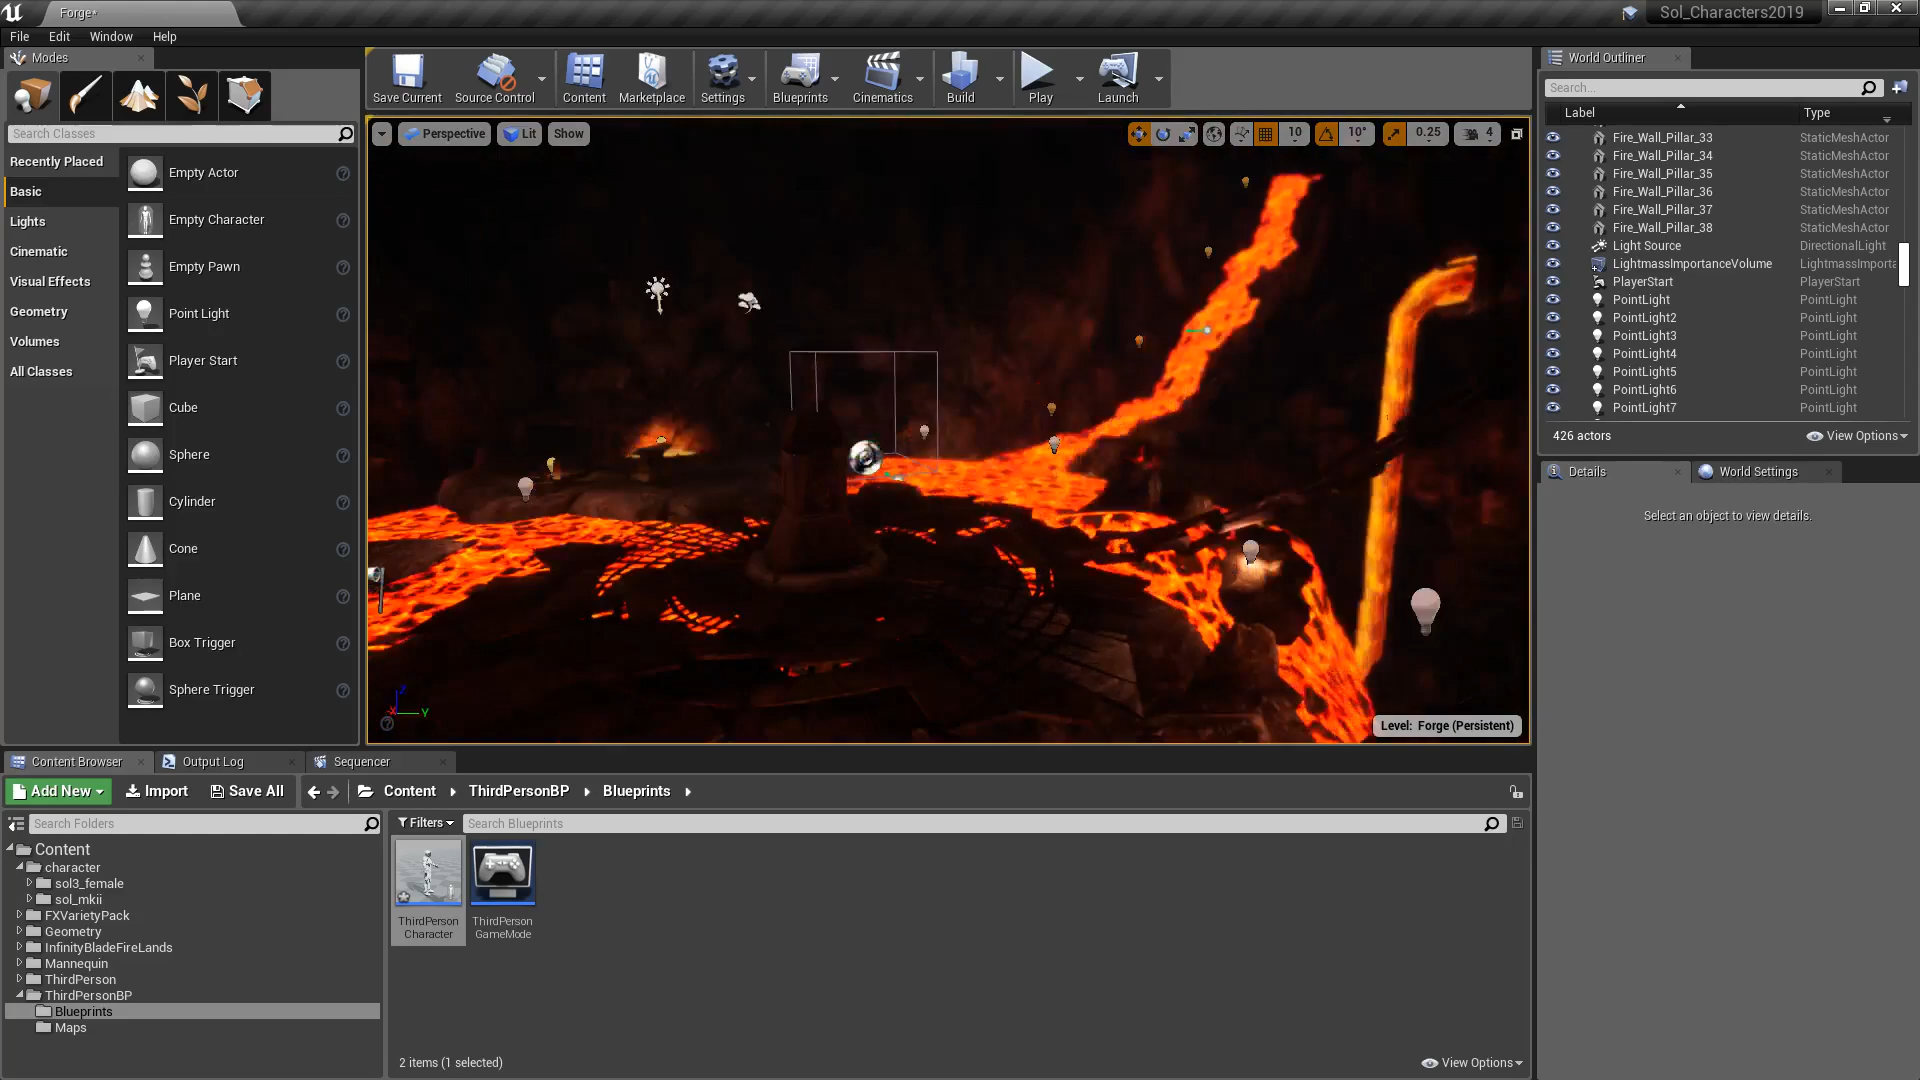 Forge*
Sol_Characters2019
File Edit Window Help
Modes
Search Classes
Recently Placed
Basic
Lights
Cinematic
Visual Effects
Geometry
Volumes
All Classes
Empty Actor
Empty Character
Empty Pawn
Point Light
Player Start
Cube
Sphere
Cylinder
Cone
Plane
Box Trigger
Sphere Trigger
Save Current Source Control Content Marketplace Settings Blueprints Cinematics Build Play Launch
Perspective Lit Show
10 10° 0.25 4
Z
X Y
Level: Forge (Persistent)
World Outliner
Search...
Label Type
Fire_Wall_Pillar_33 StaticMeshActor
Fire_Wall_Pillar_34 StaticMeshActor
Fire_Wall_Pillar_35 StaticMeshActor
Fire_Wall_Pillar_36 StaticMeshActor
Fire_Wall_Pillar_37 StaticMeshActor
Fire_Wall_Pillar_38 StaticMeshActor
Light Source DirectionalLight
LightmassImportanceVolume LightmassImporta
PlayerStart PlayerStart
PointLight PointLight
PointLight2 PointLight
PointLight3 PointLight
PointLight4 PointLight
PointLight5 PointLight
PointLight6 PointLight
PointLight7 PointLight
426 actors View Options
Details World Settings
Select an object to view details.
Content Browser Output Log Sequencer
Add New Import Save All Content ThirdPersonBP Blueprints
Search Folders
Content
character
sol3_female
sol_mkii
FXVarietyPack
Geometry
InfinityBladeFireLands
Mannequin
ThirdPerson
ThirdPersonBP
Blueprints
Maps
Filters Search Blueprints
ThirdPerson
Character
ThirdPerson
GameMode
2 items (1 selected) View Options